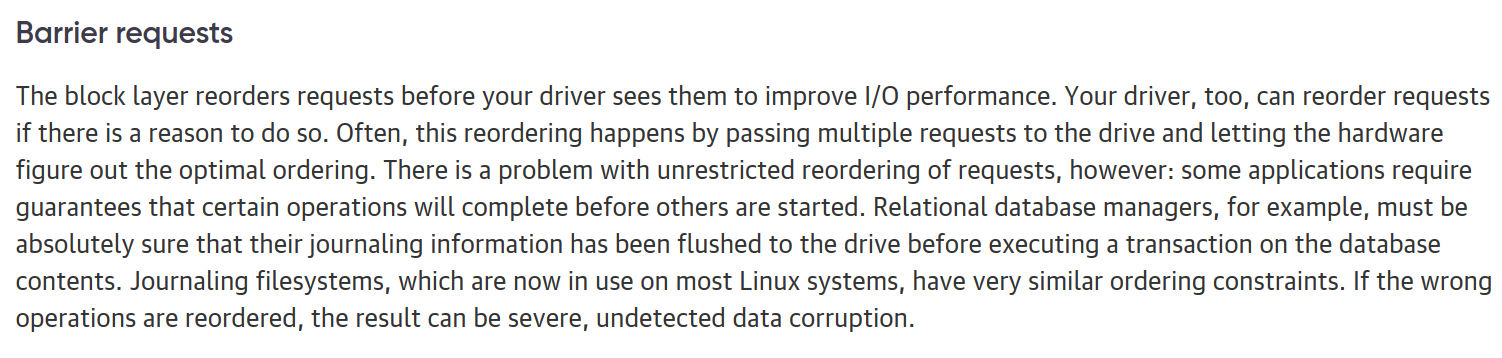 Barrier requests
The block layer reorders requests before your driver sees them to improve I/O performance. Your driver, too, can reorder requests
if there is a reason to do so. Often, this reordering happens by passing multiple requests to the drive and letting the hardware
figure out the optimal ordering. There is a problem with unrestricted reordering of requests, however: some applications require
guarantees that certain operations will complete before others are started. Relational database managers, for example, must be
absolutely sure that their journaling information has been flushed to the drive before executing a transaction on the database
contents. Journaling filesystems, which are now in use on most Linux systems, have very similar ordering constraints. If the wrong
operations are reordered, the result can be severe, undetected data corruption.